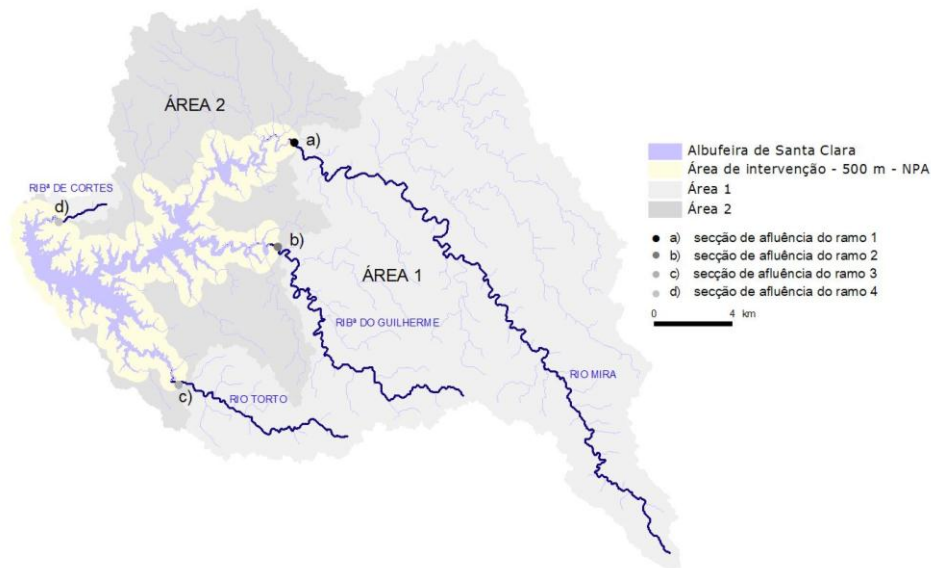 ÁREA 2
a)
RIBª DE CORTES
d)
b)
ÁREA 1
RIBª DO GUILHERME
RIO MIRA
c)
RIO TORTO
Albufeira de Santa Clara
Área de intervenção - 500 m - NPA
Área 1
Área 2
a) secção de afluência do ramo 1
b) secção de afluência do ramo 2
c) secção de afluência do ramo 3
d) secção de afluência do ramo 4
0 4 km